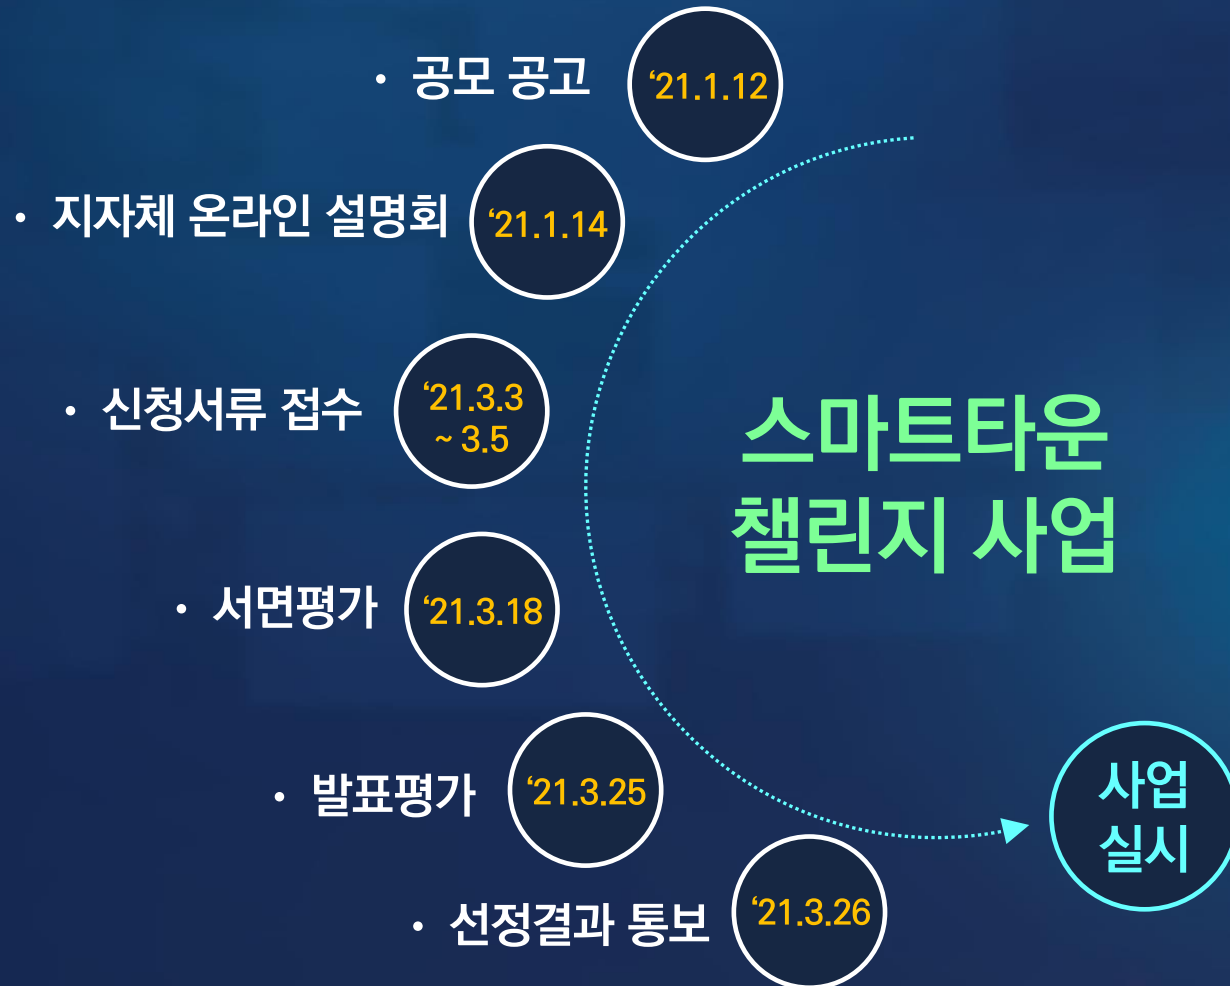 • 공모 공고 ‘21.1.12
• 지자체 온라인 설명회 ‘21.1.14
• 신청서류 접수 ‘21.3.3
~ 3.5
스마트타운
챌린지 사업
• 서면평가 ‘21.3.18
• 발표평가 ‘21.3.25
사업
실시
• 선정결과 통보 ‘21.3.26